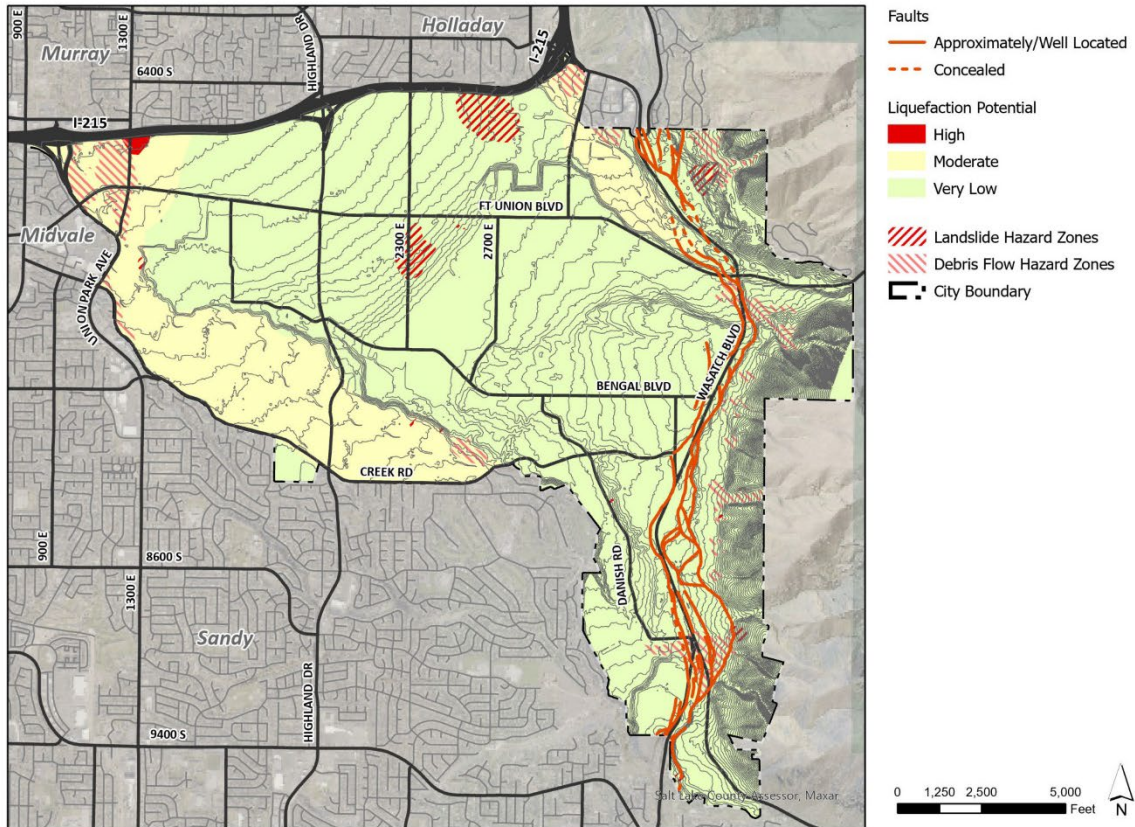 900 E
1300 E
HIGHLAND DR
Holladay
I-215
Murray
6400 S
I-215
FT UNION BLVD
Midvale
2300 E
2700 E
UNION PARK AVE
WASATCH BLVD
BENGAL BLVD
CREEK RD
900 E
8600 S
DANISH RD
1300 E
Sandy
HIGHLAND DR
9400 S
Salt Lake County Assessor, Maxar
Faults
Approximately/Well Located
Concealed
Liquefaction Potential
High
Moderate
Very Low
Landslide Hazard Zones
Debris Flow Hazard Zones
City Boundary
0 1,250 2,500 5,000
Feet
N